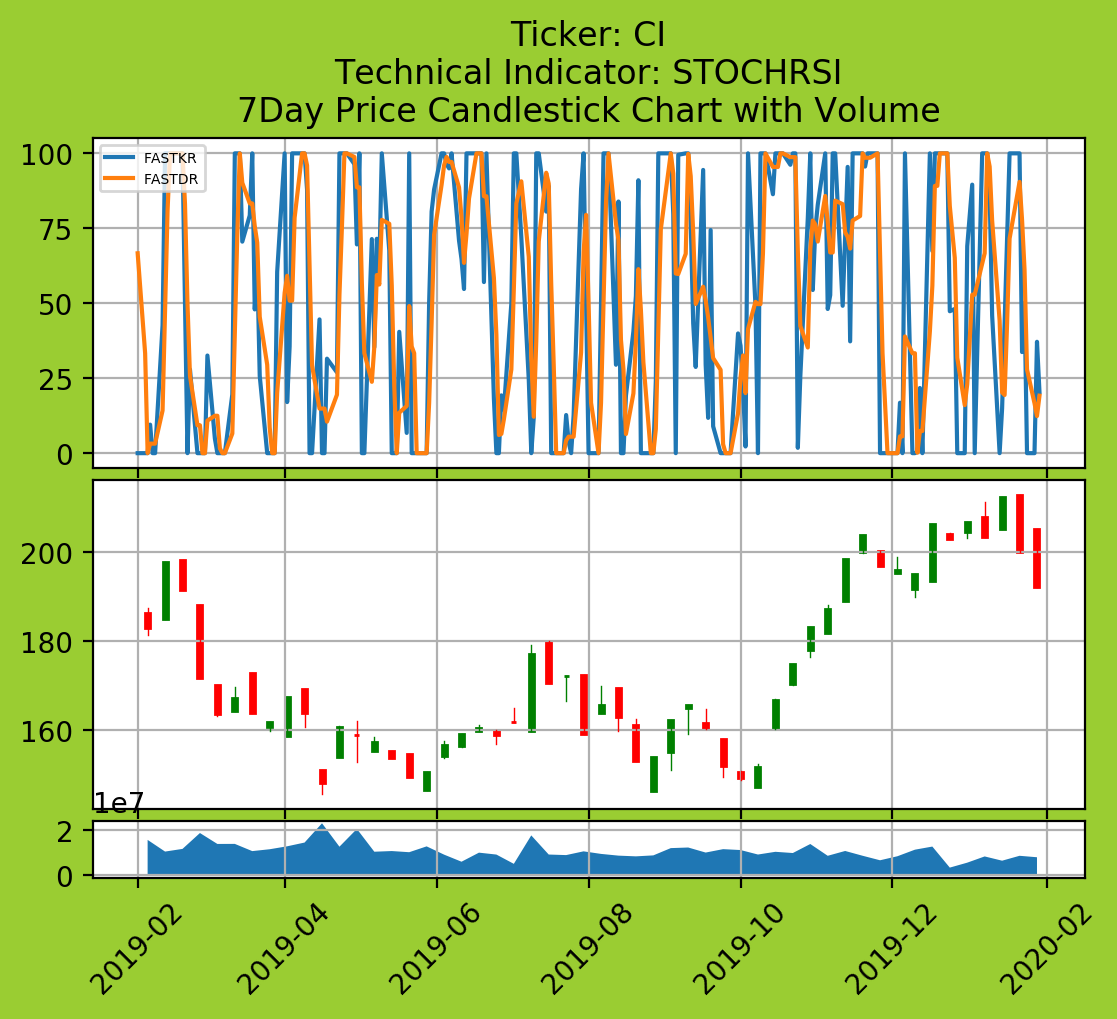 Ticker: CI
Technical Indicator: STOCHRSI
7Day Price Candlestick Chart with Volume
100
75
50
25
0
FASTKR
FASTDR
200
180
160
1e7
2
0
2019-02
2019-04
2019-06
2019-08
2019-10
2019-12
2020-02